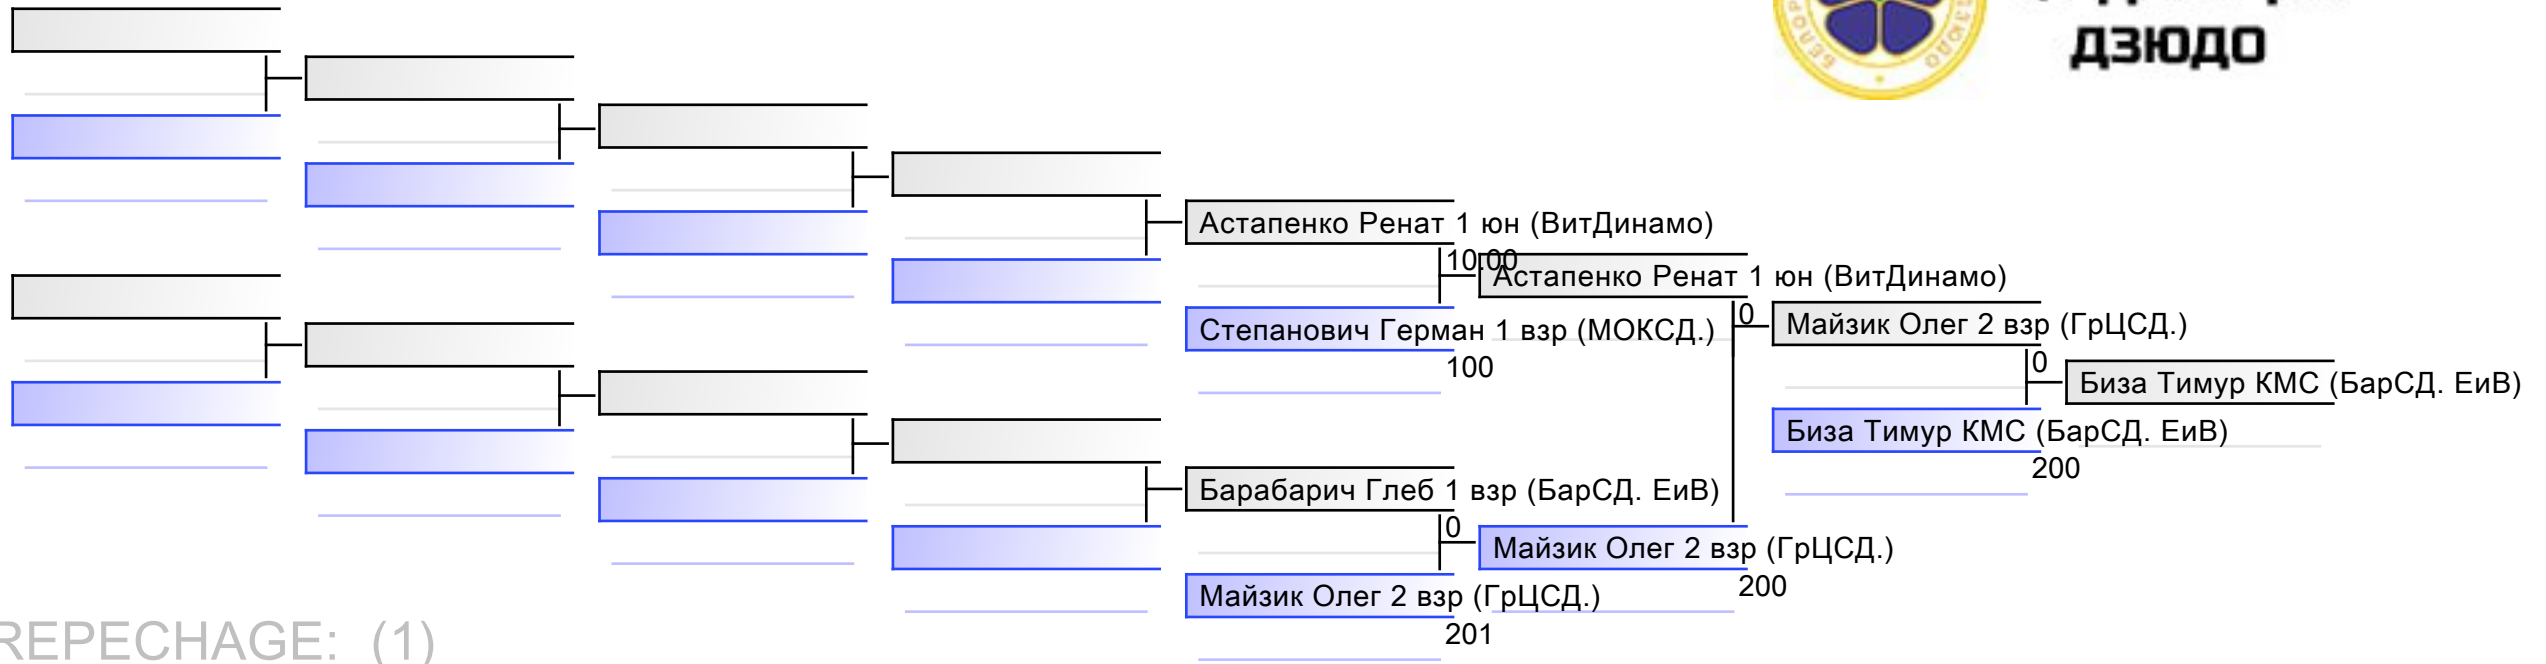 ДЗЮДО
Астапенко Ренат 1 юн (ВитДинамо)
10.00
Астапенко Ренат 1 юн (ВитДинамо)
Степанович Герман 1 взр (МОКСД.)
100
0
Майзик Олег 2 взр (ГрЦСД.)
0
Биза Тимур КМС (БарСД. ЕиВ)
Биза Тимур КМС (БарСД. ЕиВ)
200
Барабарич Глеб 1 взр (БарСД. ЕиВ)
0
Майзик Олег 2 взр (ГрЦСД.)
200
Майзик Олег 2 взр (ГрЦСД.)
201
REPECHAGE: (1)